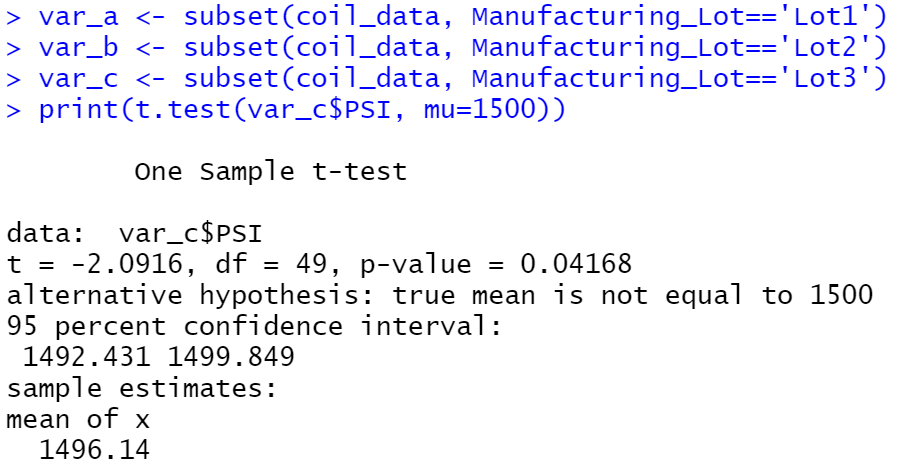 > var_a <- subset(coil_data, Manufacturing_Lot=='Lot1')
> var_b <- subset(coil_data, Manufacturing_Lot=='Lot2')
> var_c <- subset(coil_data, Manufacturing_Lot=='Lot3')
> print(t.test(var_c$PSI, mu=1500))
One Sample t-test
data:  var_c$PSI
t = -2.0916, df = 49, p-value = 0.04168
alternative hypothesis: true mean is not equal to 1500
95 percent confidence interval:
1492.431 1499.849
sample estimates:
mean of x
1496.14